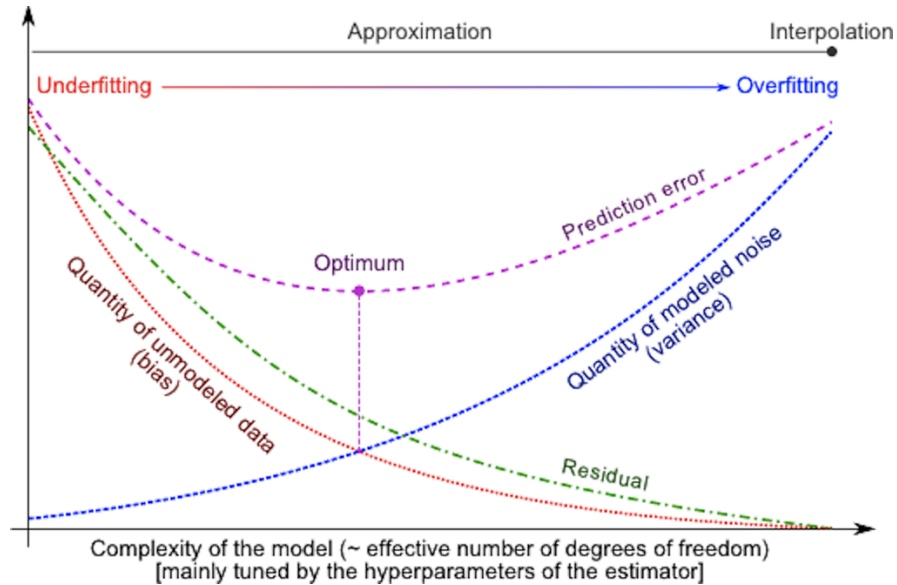 Approximation
Interpolation
Underfitting
Overfitting
Prediction error
Optimum
Quantity of unmodeled data
(bias)
Quantity of modeled noise
(variance)
Residual
Complexity of the model (~ effective number of degrees of freedom)
[mainly tuned by the hyperparameters of the estimator]